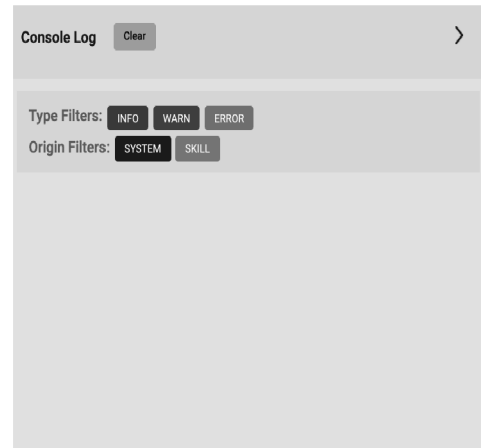 Console Log Clear
Type Filters: INFO WARN ERROR
Origin Filters: SYSTEM SKILL